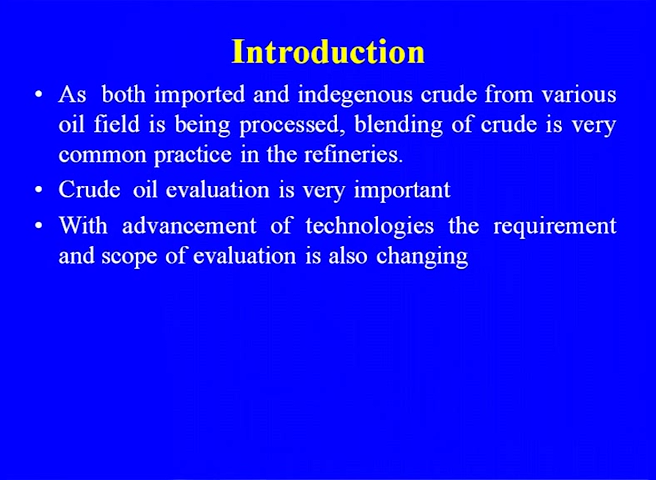 Introduction
• As both imported and indegenous crude from various
oil field is being processed, blending of crude is very
common practice in the refineries.
• Crude oil evaluation is very important
• With advancement of technologies the requirement
and scope of evaluation is also changing